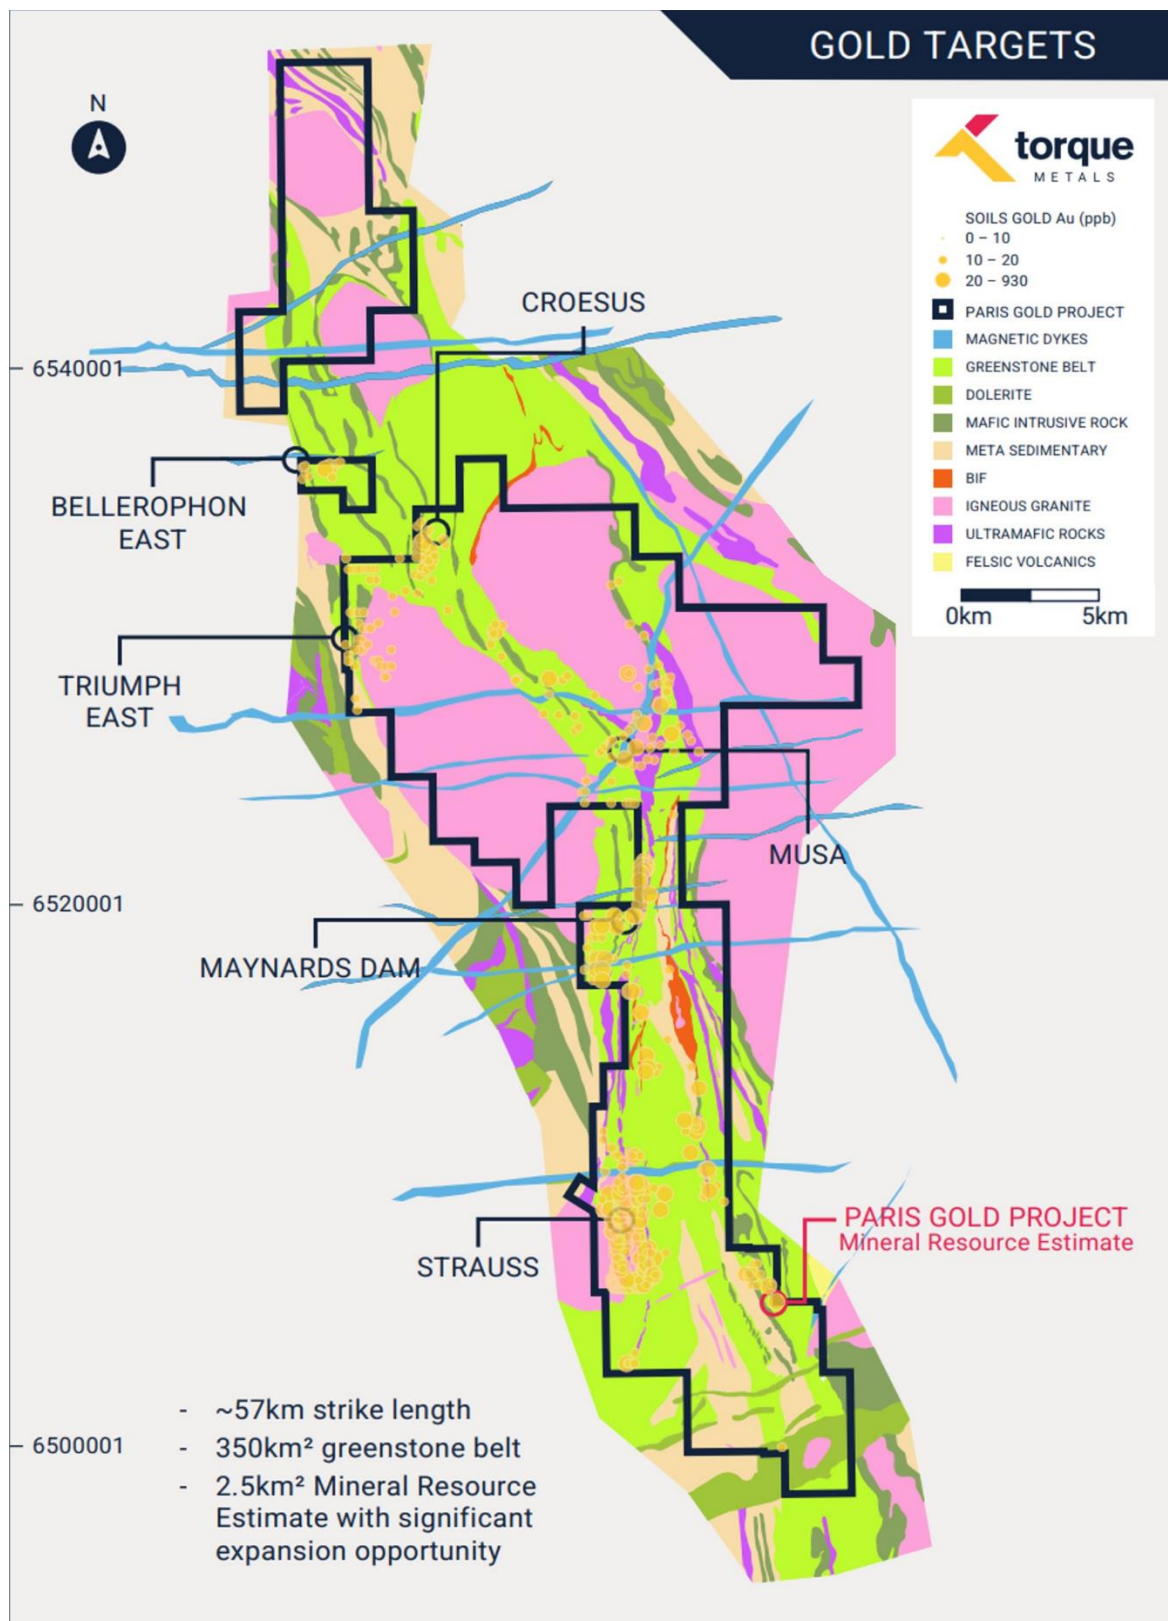 GOLD TARGETS
N
torque
METALS
SOILS GOLD Au (ppb)
0 – 10
10 – 20
20 – 930
PARIS GOLD PROJECT
MAGNETIC DYKES
GREENSTONE BELT
DOLERITE
MAFIC INTRUSIVE ROCK
META SEDIMENTARY
BIF
IGNEOUS GRANITE
ULTRAMAFIC ROCKS
FELSIC VOLCANICS
0km 5km
CROESUS
6540001
BELLEROPHON
EAST
TRIUMPH
EAST
MUSA
6520001
MAYNARDS DAM
PARIS GOLD PROJECT
Mineral Resource Estimate
STRAUSS
6500001
- ~57km strike length
- 350km² greenstone belt
- 2.5km² Mineral Resource
Estimate with significant
expansion opportunity